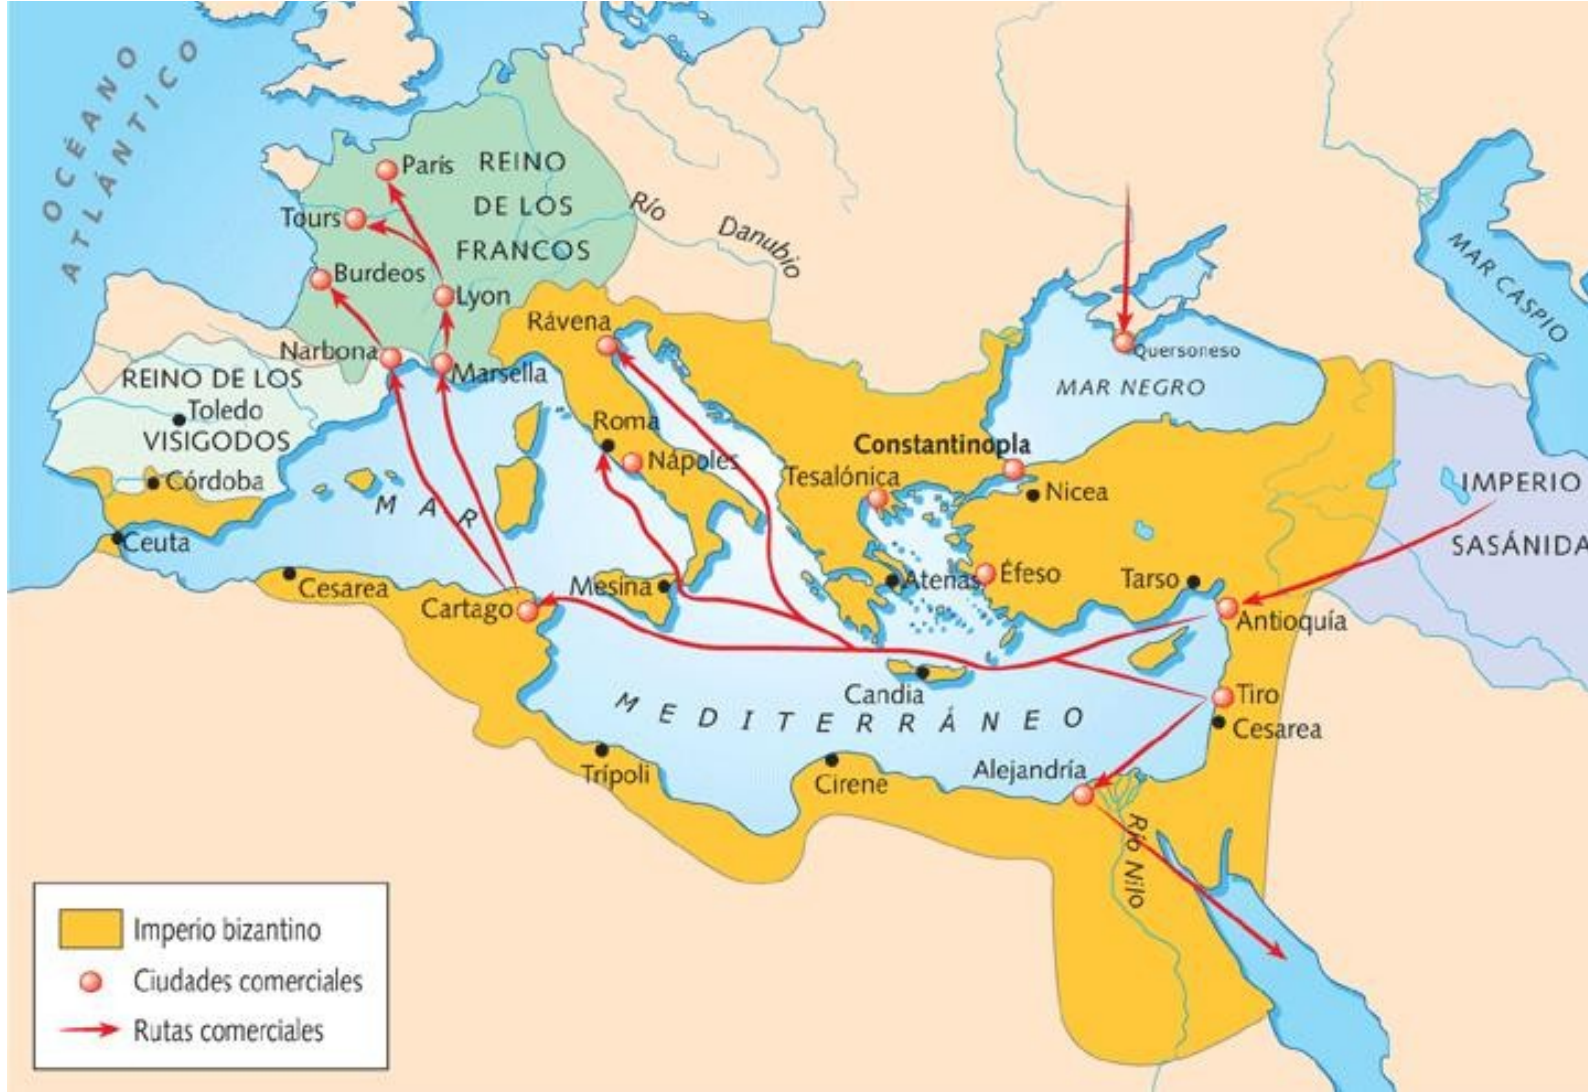 OCÉANO
ATLÁNTICO
París
REINO
DE LOS
FRANCOS
Tours
Burdeos
Lyon
Río
Danubio
MAR CASPIO
Rávena
Narbona
Marsella
Quersoneso
MAR NEGRO
REINO DE LOS
Toledo
VISIGODOS
Córdoba
Roma
Nápoles
Constantinopla
Tesalónica
Nicea
IMPERIO
SASÁNIDA
MAR
Ceuta
Cesarea
Cartago
Mesina
Atenas
Éfeso
Tarso
Antioquía
Candia
Tiro
Cesarea
MEDITERRÁNEO
Trípoli
Cirene
Alejandría
Río Nilo
Imperio bizantino
Ciudades comerciales
Rutas comerciales